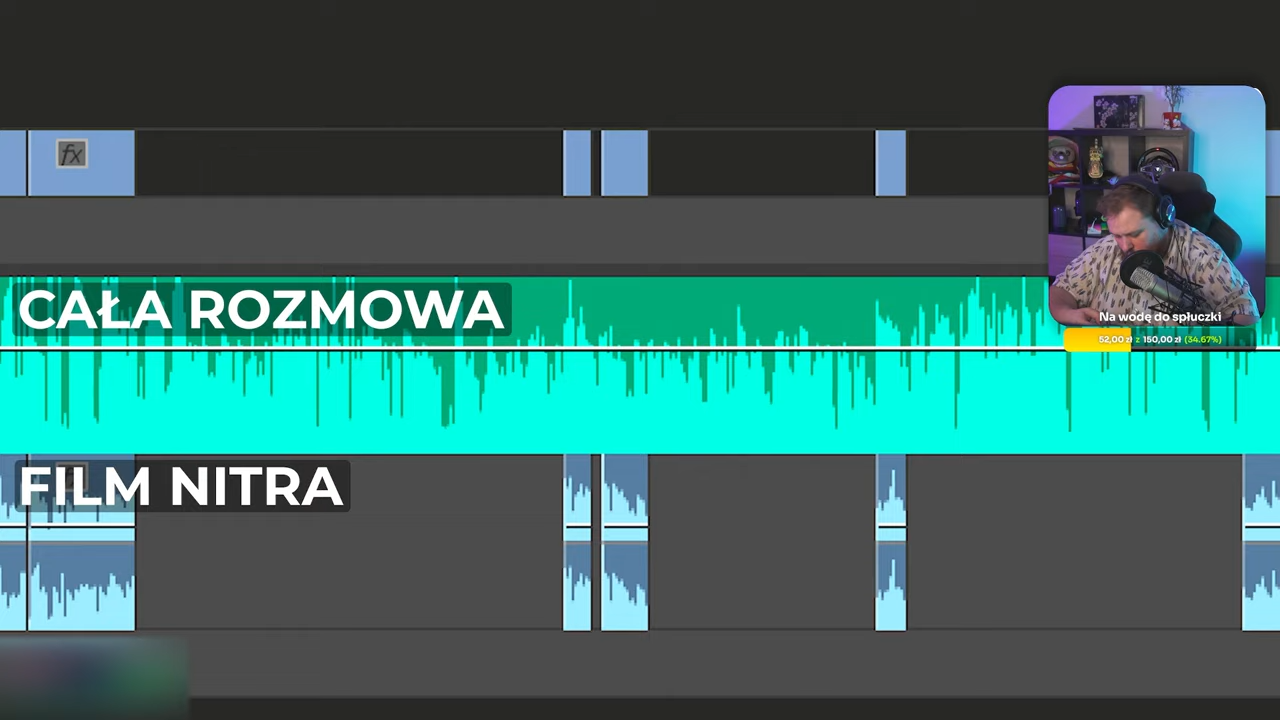 fx
CAŁA ROZMOWA
Na wodę do spłuczki
52,00 zł z 150,00 zł (34.67%)
FILM NITRA